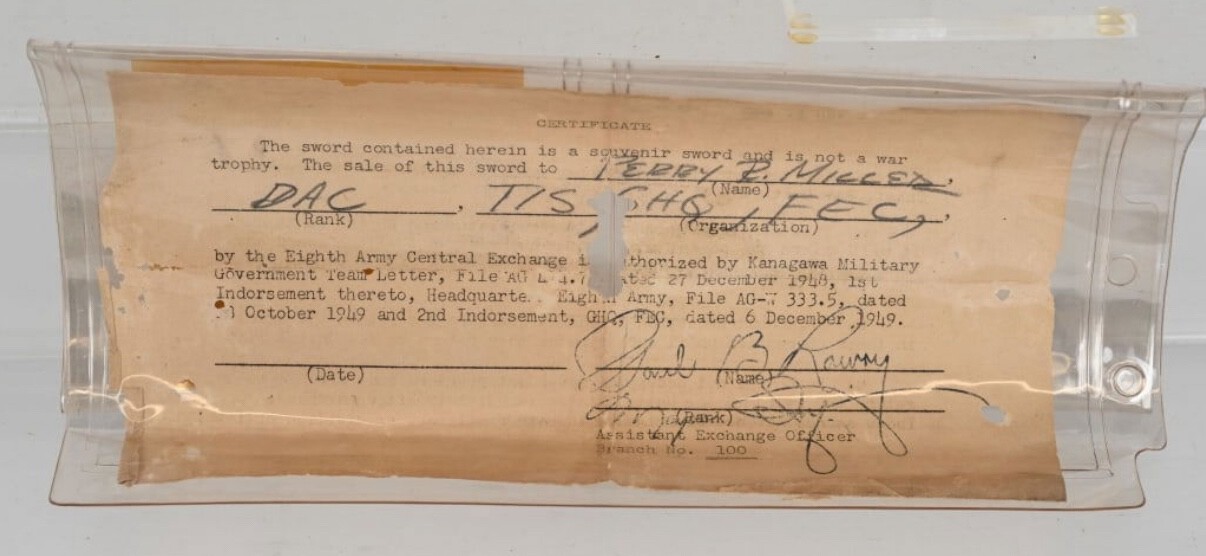 CERTIFICATE
The sword contained herein is a souvenir sword and is not a war
trophy. The sale of this sword to PERRY R. MILLER,
(Name)
DAC, TIS, GHQ, FEC,
(Rank) (Organization)
by the Eighth Army Central Exchange is authorized by Kanagawa Military
Government Team Letter, File AG dated 27 December 1948, 1st
Indorsement thereto, Headquarters Eighth Army, File AG-W 333.5, dated
October 1949 and 2nd Indorsement, GHQ, FEC, dated 6 December 1949.
Paul B
(Date) (Name)
(Rank)
Assistant Exchange Officer
Branch No. 100